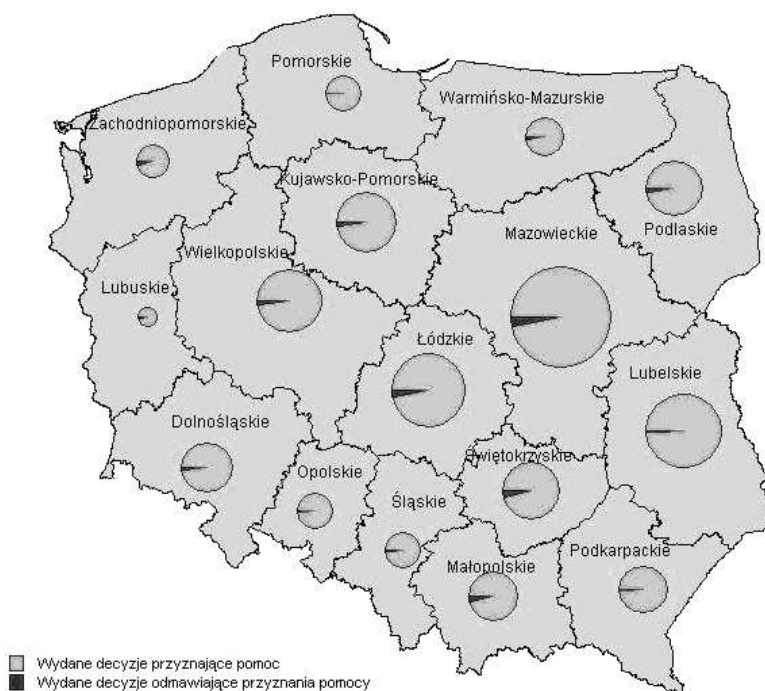 Pomorskie
Warmińsko-Mazurskie
Zachodniopomorskie
Kujawsko-Pomorskie
Podlaskie
Mazowieckie
Wielkopolskie
Lubuskie
Łódzkie
Lubelskie
Dolnośląskie
Świętokrzyskie
Opolskie
Śląskie
Podkarpackie
Małopolskie
Wydane decyzje przyznające pomoc
Wydane decyzje odmawiające przyznania pomocy